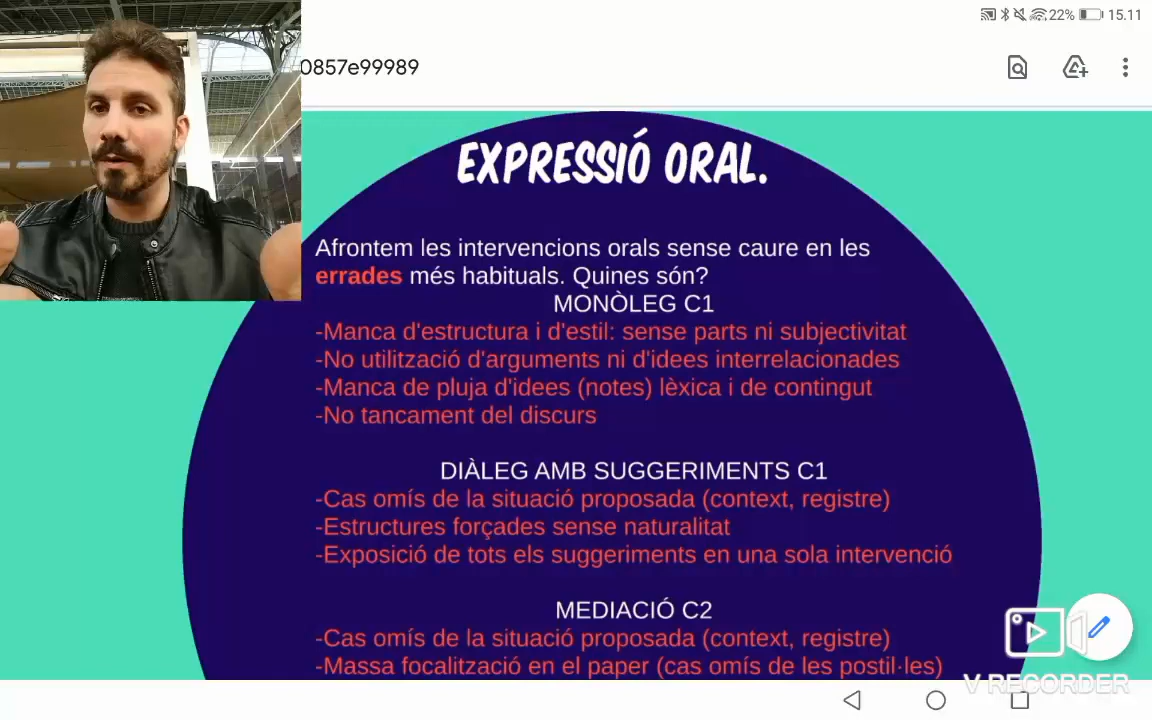 22% 15.11
0857e99989
EXPRESSIÓ ORAL.
Afrontem les intervencions orals sense caure en les
errades més habituals. Quines són?
MONÒLEG C1
-Manca d'estructura i d'estil: sense parts ni subjectivitat
-No utilització d'arguments ni d'idees interrelacionades
-Manca de pluja d'idees (notes) lèxica i de contingut
-No tancament del discurs
DIÀLEG AMB SUGGERIMENTS C1
-Cas omís de la situació proposada (context, registre)
-Estructures forçades sense naturalitat
-Exposició de tots els suggeriments en una sola intervenció
MEDIACIÓ C2
-Cas omís de la situació proposada (context, registre)
-Massa focalització en el paper (cas omís de les postil·les)
V RECORDER